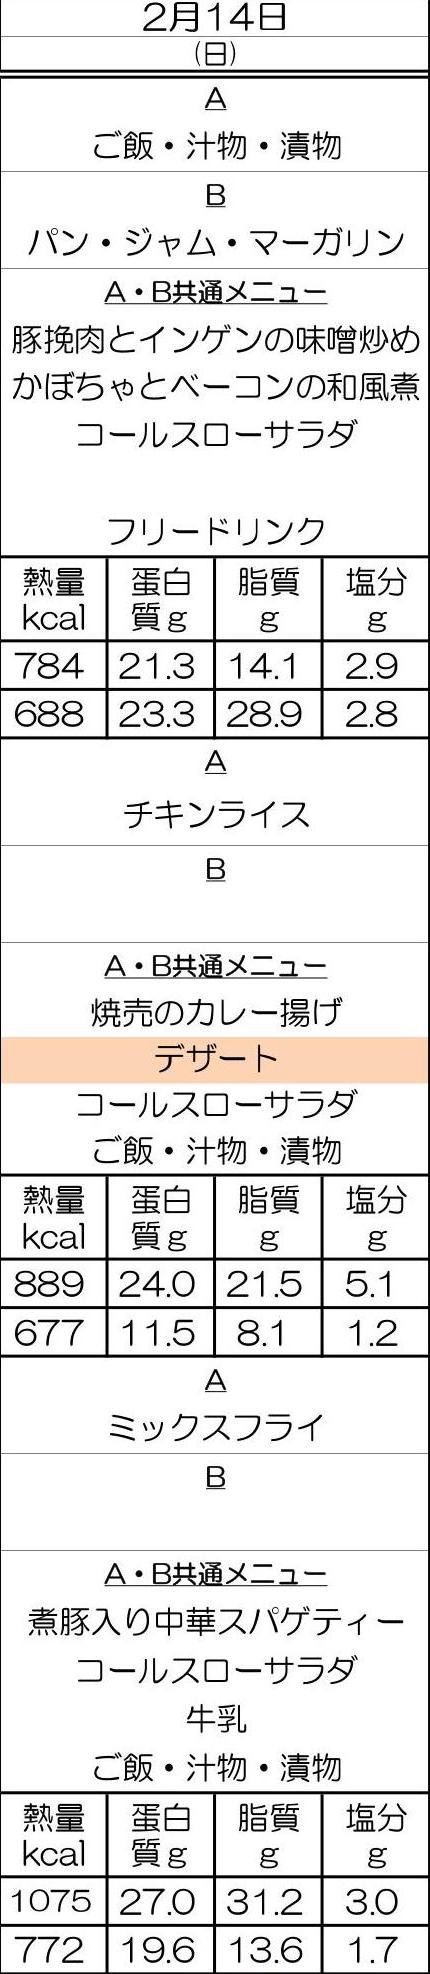 2月14日
(日)
A
ご飯・汁物・漬物
B
パン・ジャム・マーガリン
A・B共通メニュー
豚挽肉とインゲンの味噌炒め
かぼちゃとベーコンの和風煮
コールスローサラダ
フリードリンク
熱量 蛋白 脂質 塩分
kcal 質g g g
784 21.3 14.1 2.9
688 23.3 28.9 2.8
A
チキンライス
B
A・B共通メニュー
焼売のカレー揚げ
デザート
コールスローサラダ
ご飯・汁物・漬物
熱量 蛋白 脂質 塩分
kcal 質g g g
889 24.0 21.5 5.1
677 11.5 8.1 1.2
A
ミックスフライ
B
A・B共通メニュー
煮豚入り中華スパゲティー
コールスローサラダ
牛乳
ご飯・汁物・漬物
熱量 蛋白 脂質 塩分
kcal 質g g g
1075 27.0 31.2 3.0
772 19.6 13.6 1.7